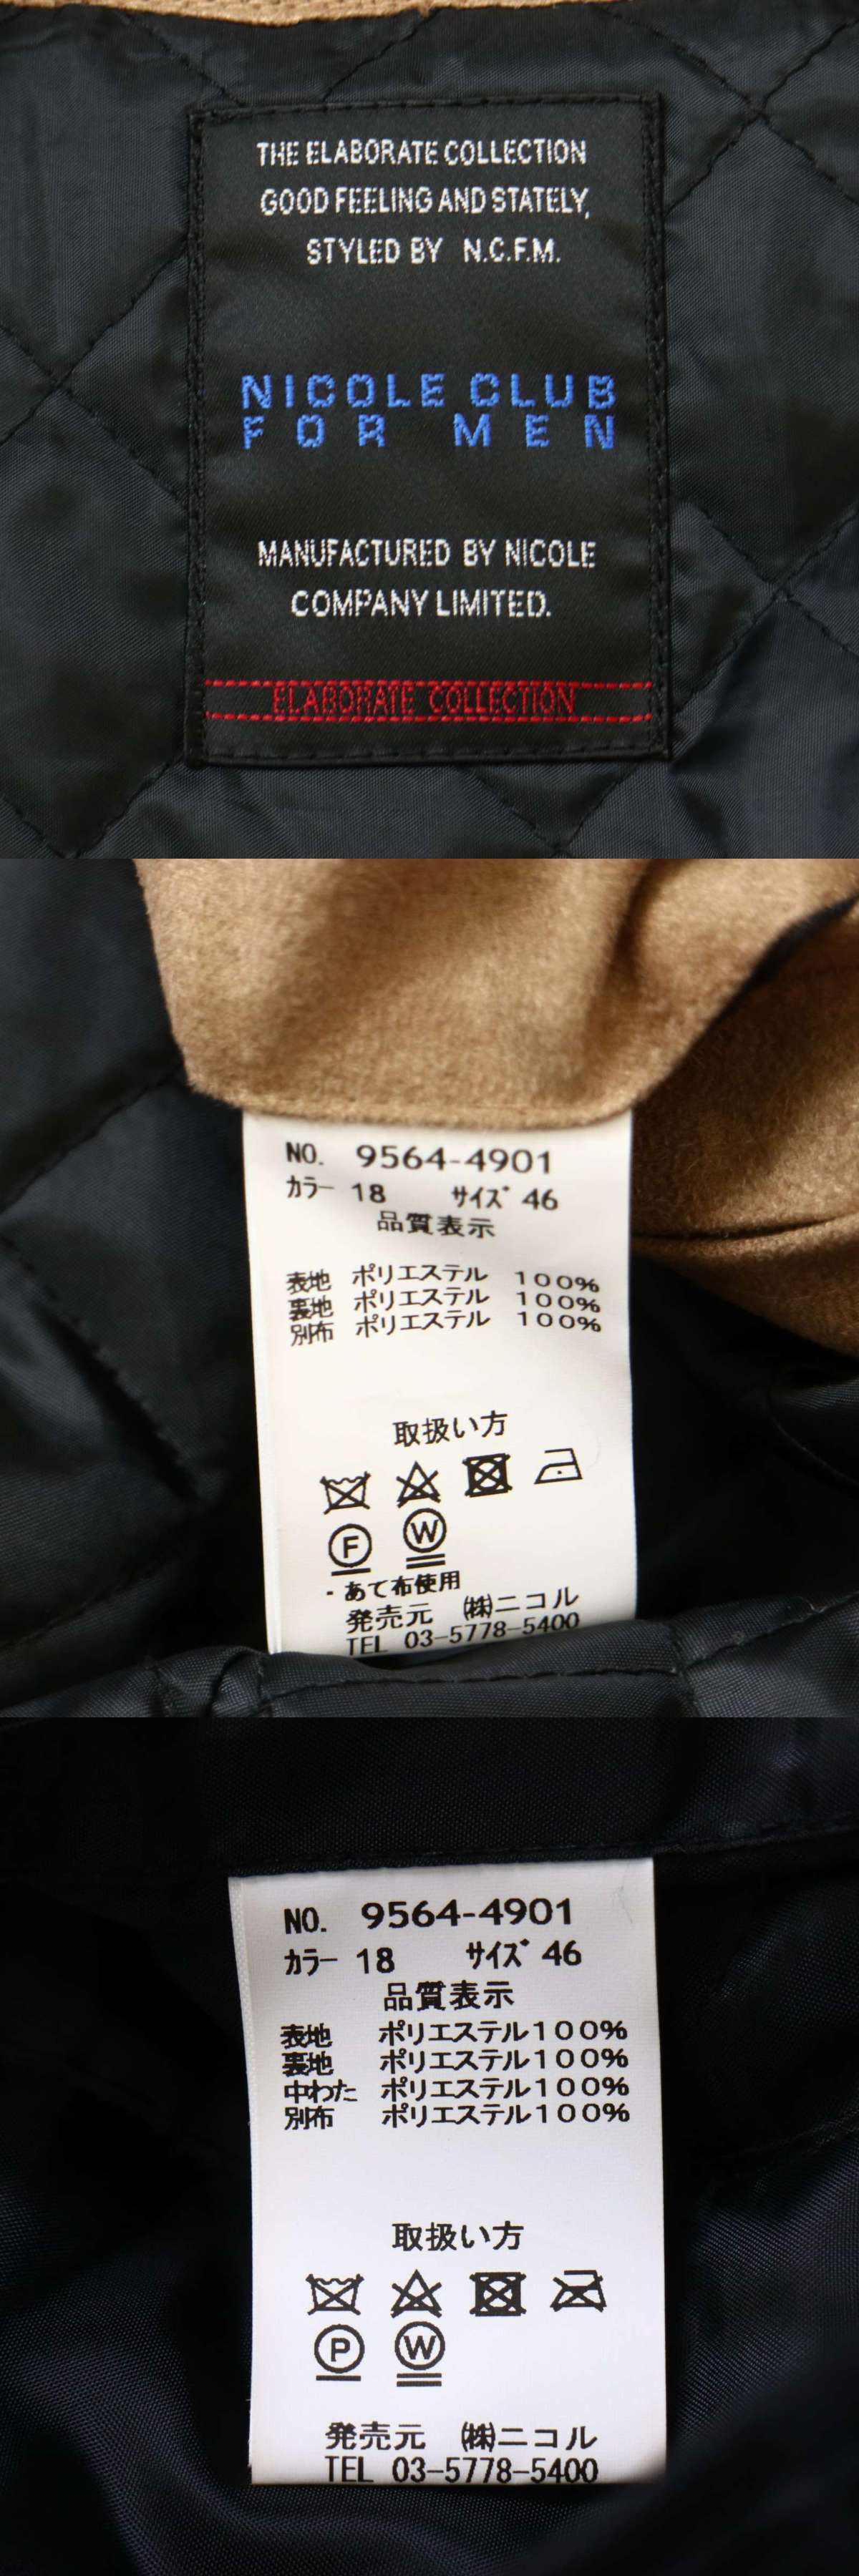 THE ELABORATE COLLECTION
GOOD FEELING AND STATELY,
STYLED BY N.C.F.M.
NICOLE CLUB
FOR MEN
MANUFACTURED BY NICOLE
COMPANY LIMITED.
ELABORATE COLLECTION
NO. 9564-4901
カラー 18 サイズ 46
品質表示
表地 ポリエステル 100%
裏地 ポリエステル 100%
別布 ポリエステル 100%
取扱い方
F W
・あて布使用
発売元 ㈱ニコル
TEL 03-5778-5400
NO. 9564-4901
カラー 18 サイズ 46
品質表示
表地 ポリエステル100%
裏地 ポリエステル100%
中わた ポリエステル100%
別布 ポリエステル100%
取扱い方
P W
発売元 ㈱ニコル
TEL 03-5778-5400